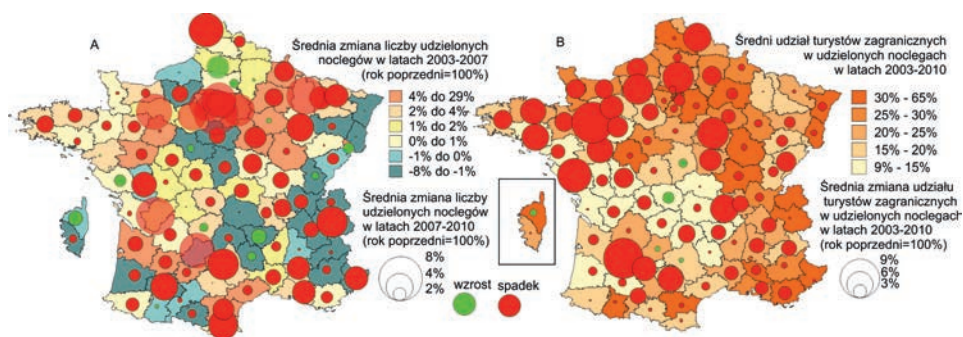 A
Średnia zmiana liczby udzielonych
noclegów w latach 2003-2007
(rok poprzedni=100%)
4% do 29%
2% do 4%
1% do 2%
0% do 1%
-1% do 0%
-8% do -1%
Średnia zmiana liczby
udzielonych noclegów
w latach 2007-2010
(rok poprzedni=100%)
8%
4%
2%
wzrost
spadek
B
Średni udział turystów zagranicznych
w udzielonych noclegach
w latach 2003-2010
30% - 65%
25% - 30%
20% - 25%
15% - 20%
9% - 15%
Średnia zmiana udziału
turystów zagranicznych
w udzielonych noclegach
w latach 2003-2010
(rok poprzedni=100%)
9%
6%
3%